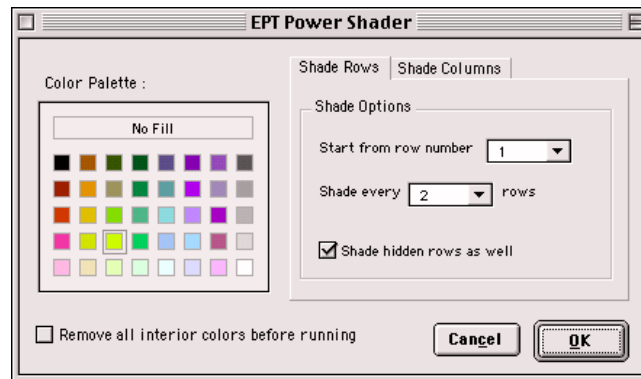 EPT Power Shader
Color Palette :
No Fill
Shade Rows
Shade Columns
Shade Options
Start from row number 1
Shade every 2 rows
Shade hidden rows as well
Remove all interior colors before running
Cancel
OK